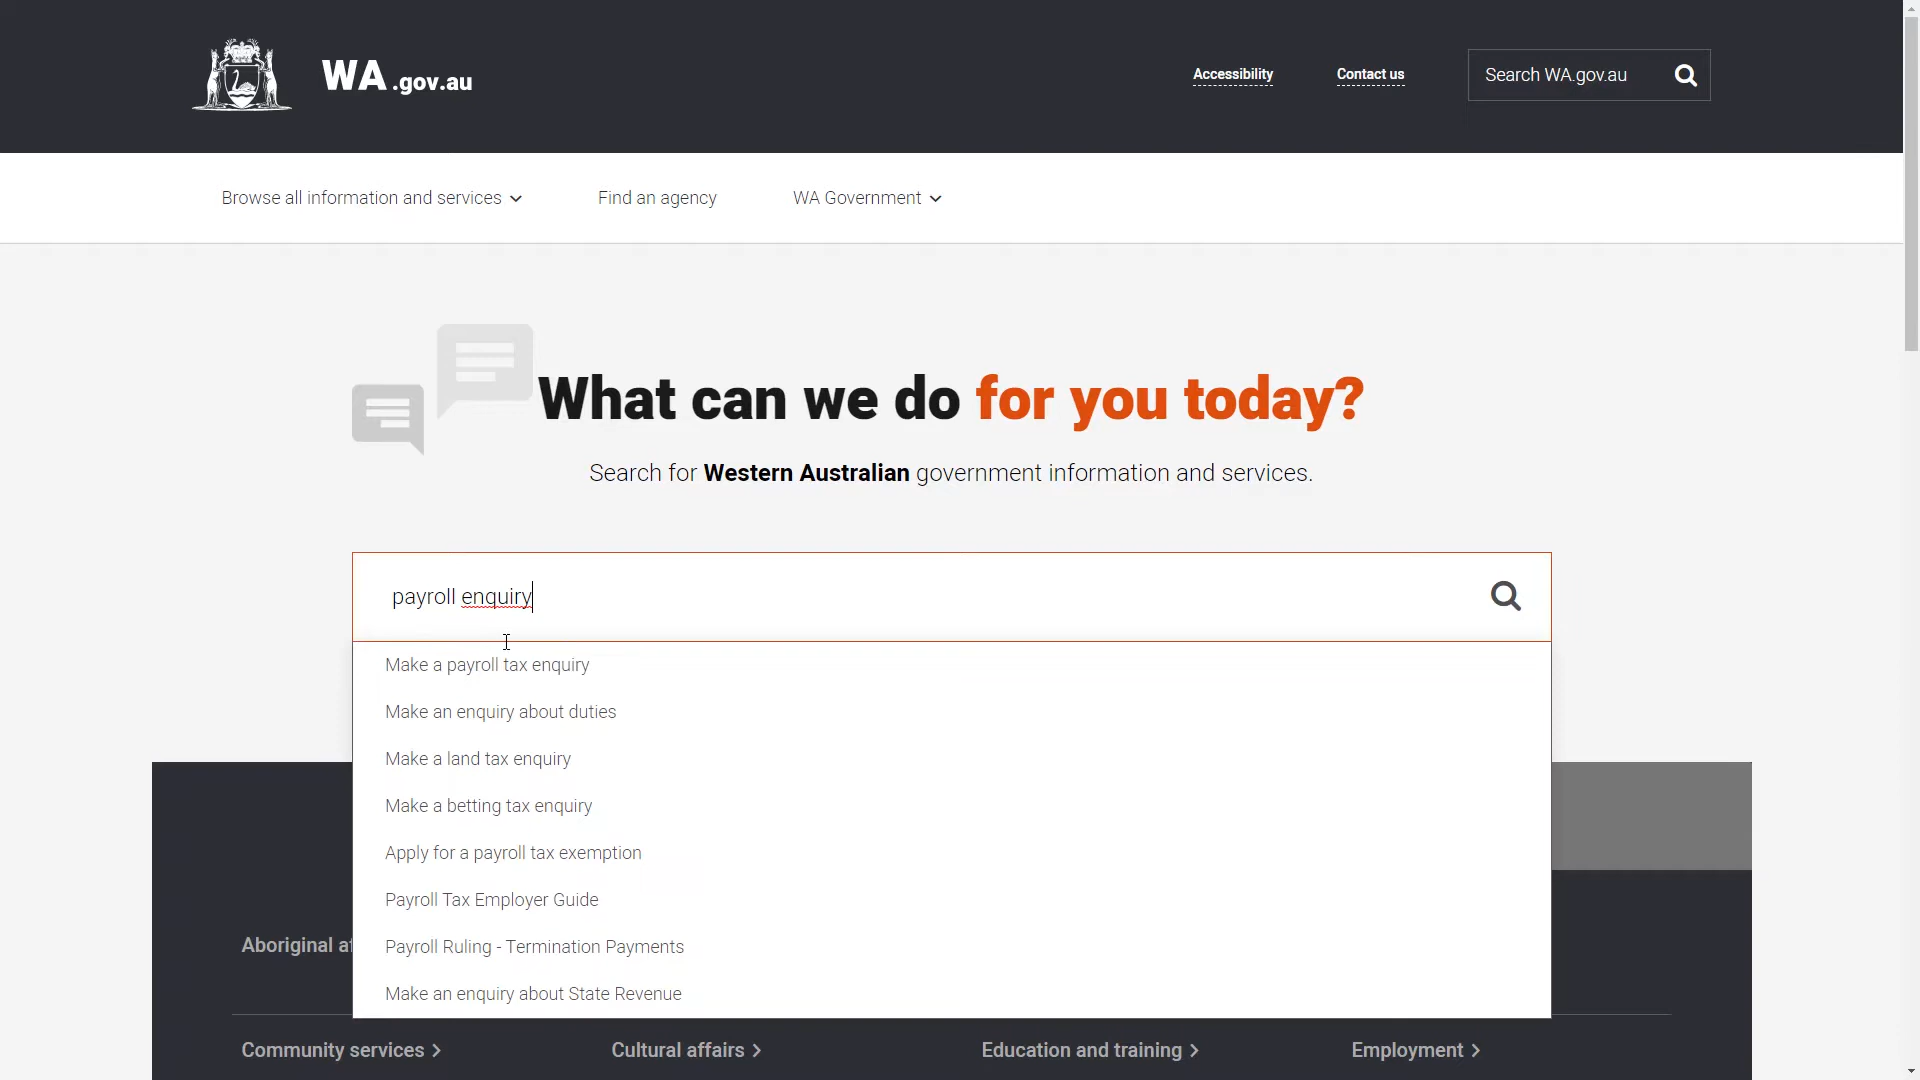 WA.gov.au
Accessibility
Contact us
Search WA.gov.au
Browse all information and services
Find an agency
WA Government
What can we do for you today?
Search for Western Australian government information and services.
payroll enquiry
Make a payroll tax enquiry
Make an enquiry about duties
Make a land tax enquiry
Make a betting tax enquiry
Apply for a payroll tax exemption
Payroll Tax Employer Guide
Payroll Ruling - Termination Payments
Make an enquiry about State Revenue
Aboriginal
Community services
Cultural affairs
Education and training
Employment